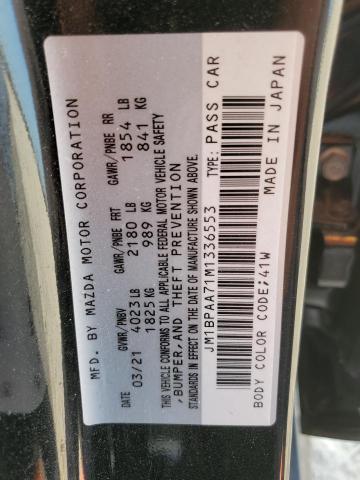 MFD. BY MAZDA MOTOR CORPORATION
GVWR/PNBV GAWR/PNBE FRT GAWR/PNBE RR
DATE 4023 LB 2180 LB 1854 LB
03/21 1825 KG 989 KG 841 KG
THIS VEHICLE CONFORMS TO ALL APPLICABLE FEDERAL MOTOR VEHICLE SAFETY
,BUMPER,AND THEFT PREVENTION
STANDARDS IN EFFECT ON THE DATE OF MANUFACTURE SHOWN ABOVE.
JM1BPAA71M1336553 TYPE: PASS CAR
BODY COLOR CODE;41W MADE IN JAPAN